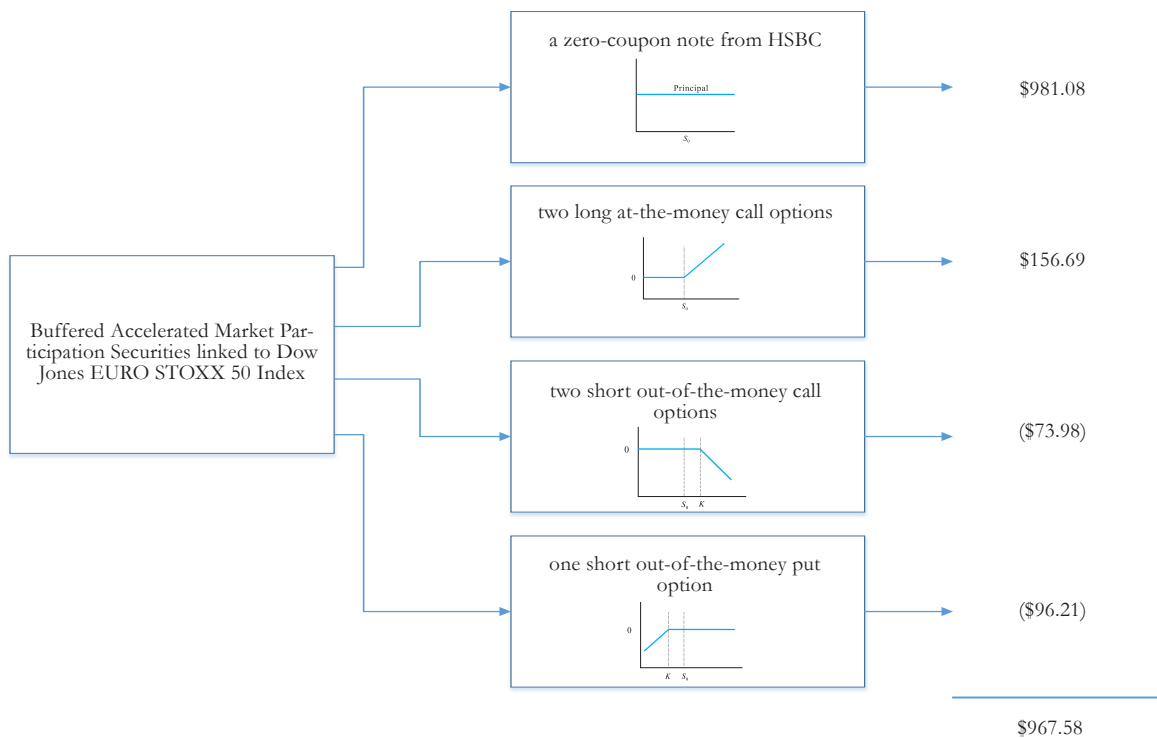 a zero-coupon note from HSBC
Principal
S₀
$981.08
two long at-the-money call options
0
S₀
$156.69
Buffered Accelerated Market Par-
ticipation Securities linked to Dow
Jones EURO STOXX 50 Index
two short out-of-the-money call
options
0
S₀ K
($73.98)
one short out-of-the-money put
option
0
K S₀
($96.21)
$967.58